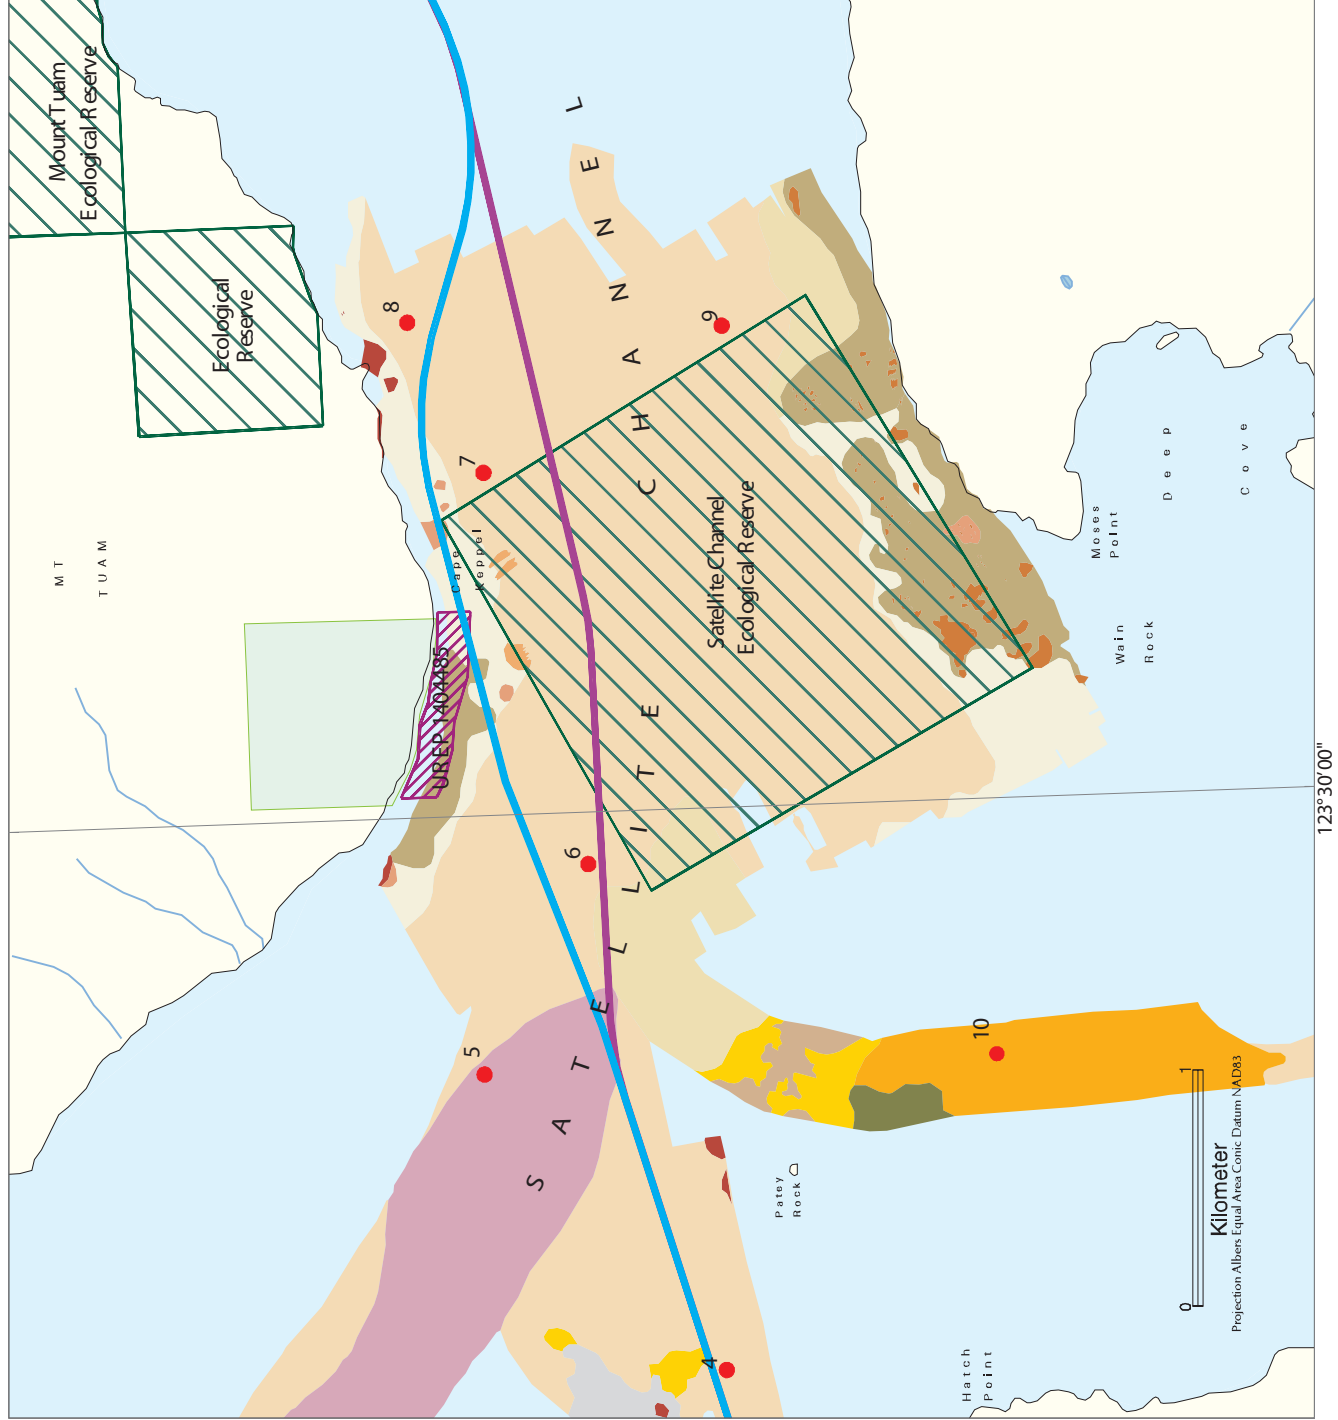 Mount Tuam
Ecological Reserve
Ecological
Reserve
MT
TUAM
8
7
9
Cape
Keppel
UREP 1404485
Satellite Channel
Ecological Reserve
SATELLITE CHANNEL
Deep
Cove
Moses
Point
Wain
Rock
6
5
10
4
Patey
Rock
Hatch
Point
123°30'00"
0 1
Kilometer
Projection Albers Equal Area Conic Datum NAD83